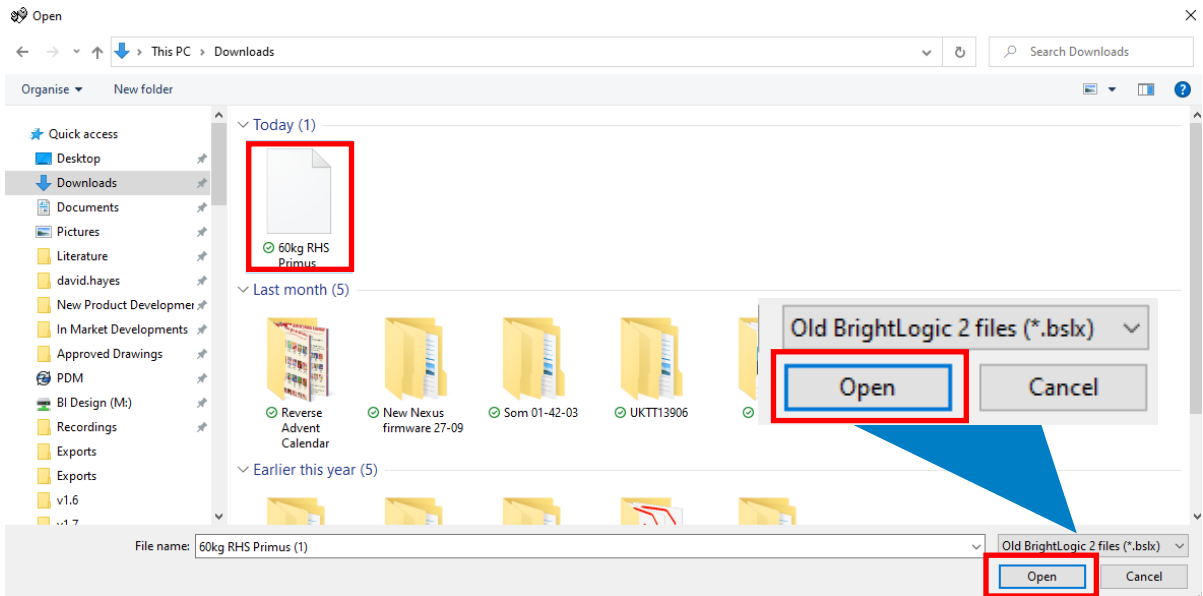 Open
This PC > Downloads
Search Downloads
Organise
New folder
Quick access
Desktop
Downloads
Documents
Pictures
Literature
david.hayes
New Product Developmer
In Market Developments
Approved Drawings
PDM
BI Design (M:)
Recordings
Exports
Exports
v1.6
v1.7
Today (1)
60kg RHS
Primus
Last month (5)
Reverse
Advent
Calendar
New Nexus
firmware 27-09
Som 01-42-03
UKTT13906
Old BrightLogic 2 files (*.bslx)
Open
Cancel
Earlier this year (5)
File name:
60kg RHS Primus (1)
Old BrightLogic 2 files (*.bslx)
Open
Cancel